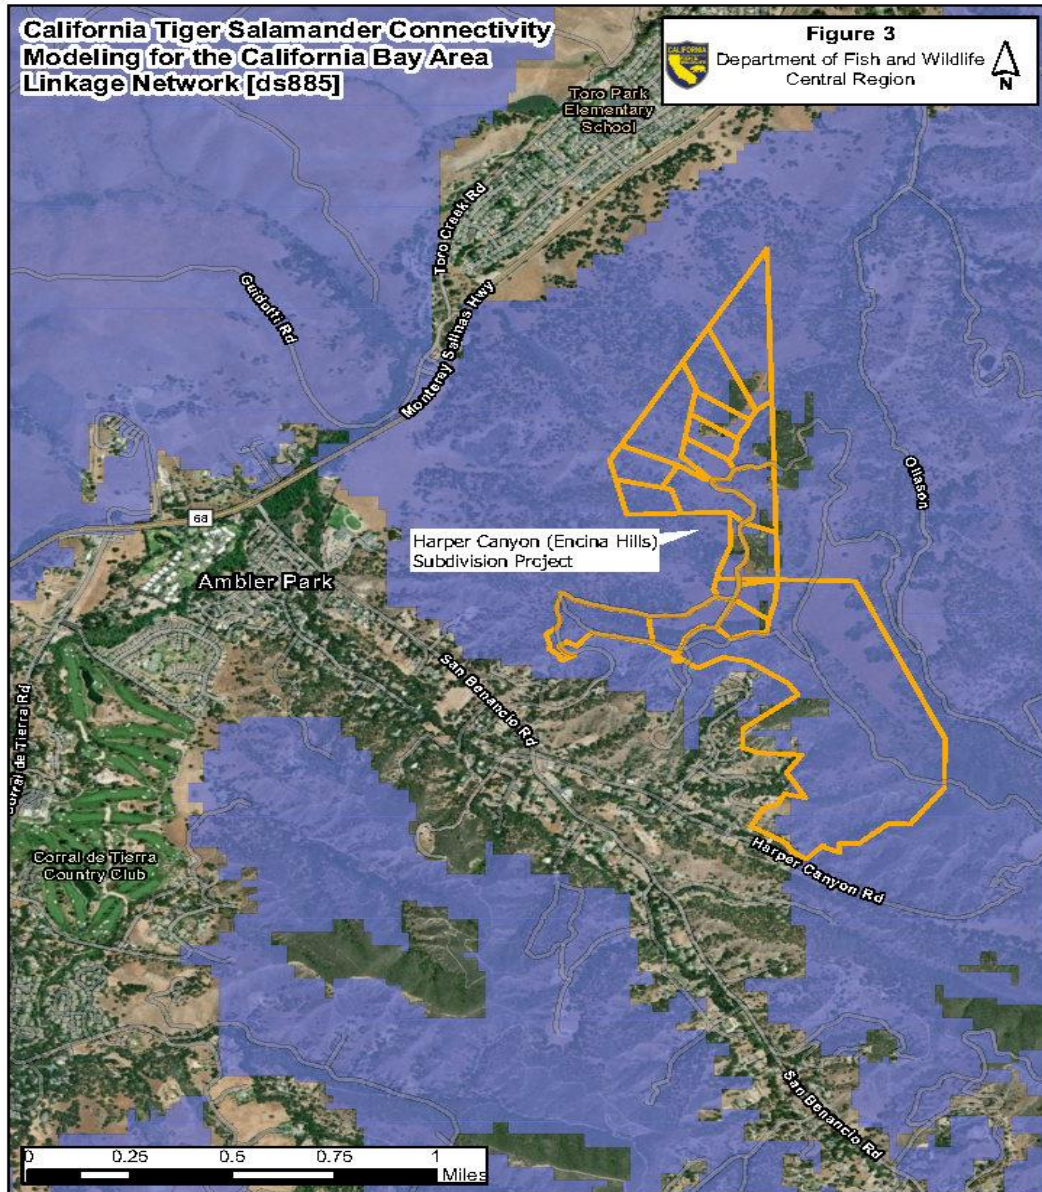 California Tiger Salamander Connectivity
Modeling for the California Bay Area
Linkage Network [ds885]
Figure 3
Department of Fish and Wildlife
Central Region
N
CALIFORNIA
Toro Park
Elementary
School
Toro Creek Rd
Guidotti Rd
Monterey Salinas Hwy
Ollason
68
Harper Canyon (Encina Hills)
Subdivision Project
Ambler Park
San Benancio Rd
Corral de Tierra Rd
Corral de Tierra
Country Club
Harper Canyon Rd
San Benancio Rd
0 0.25 0.5 0.75 1
Miles